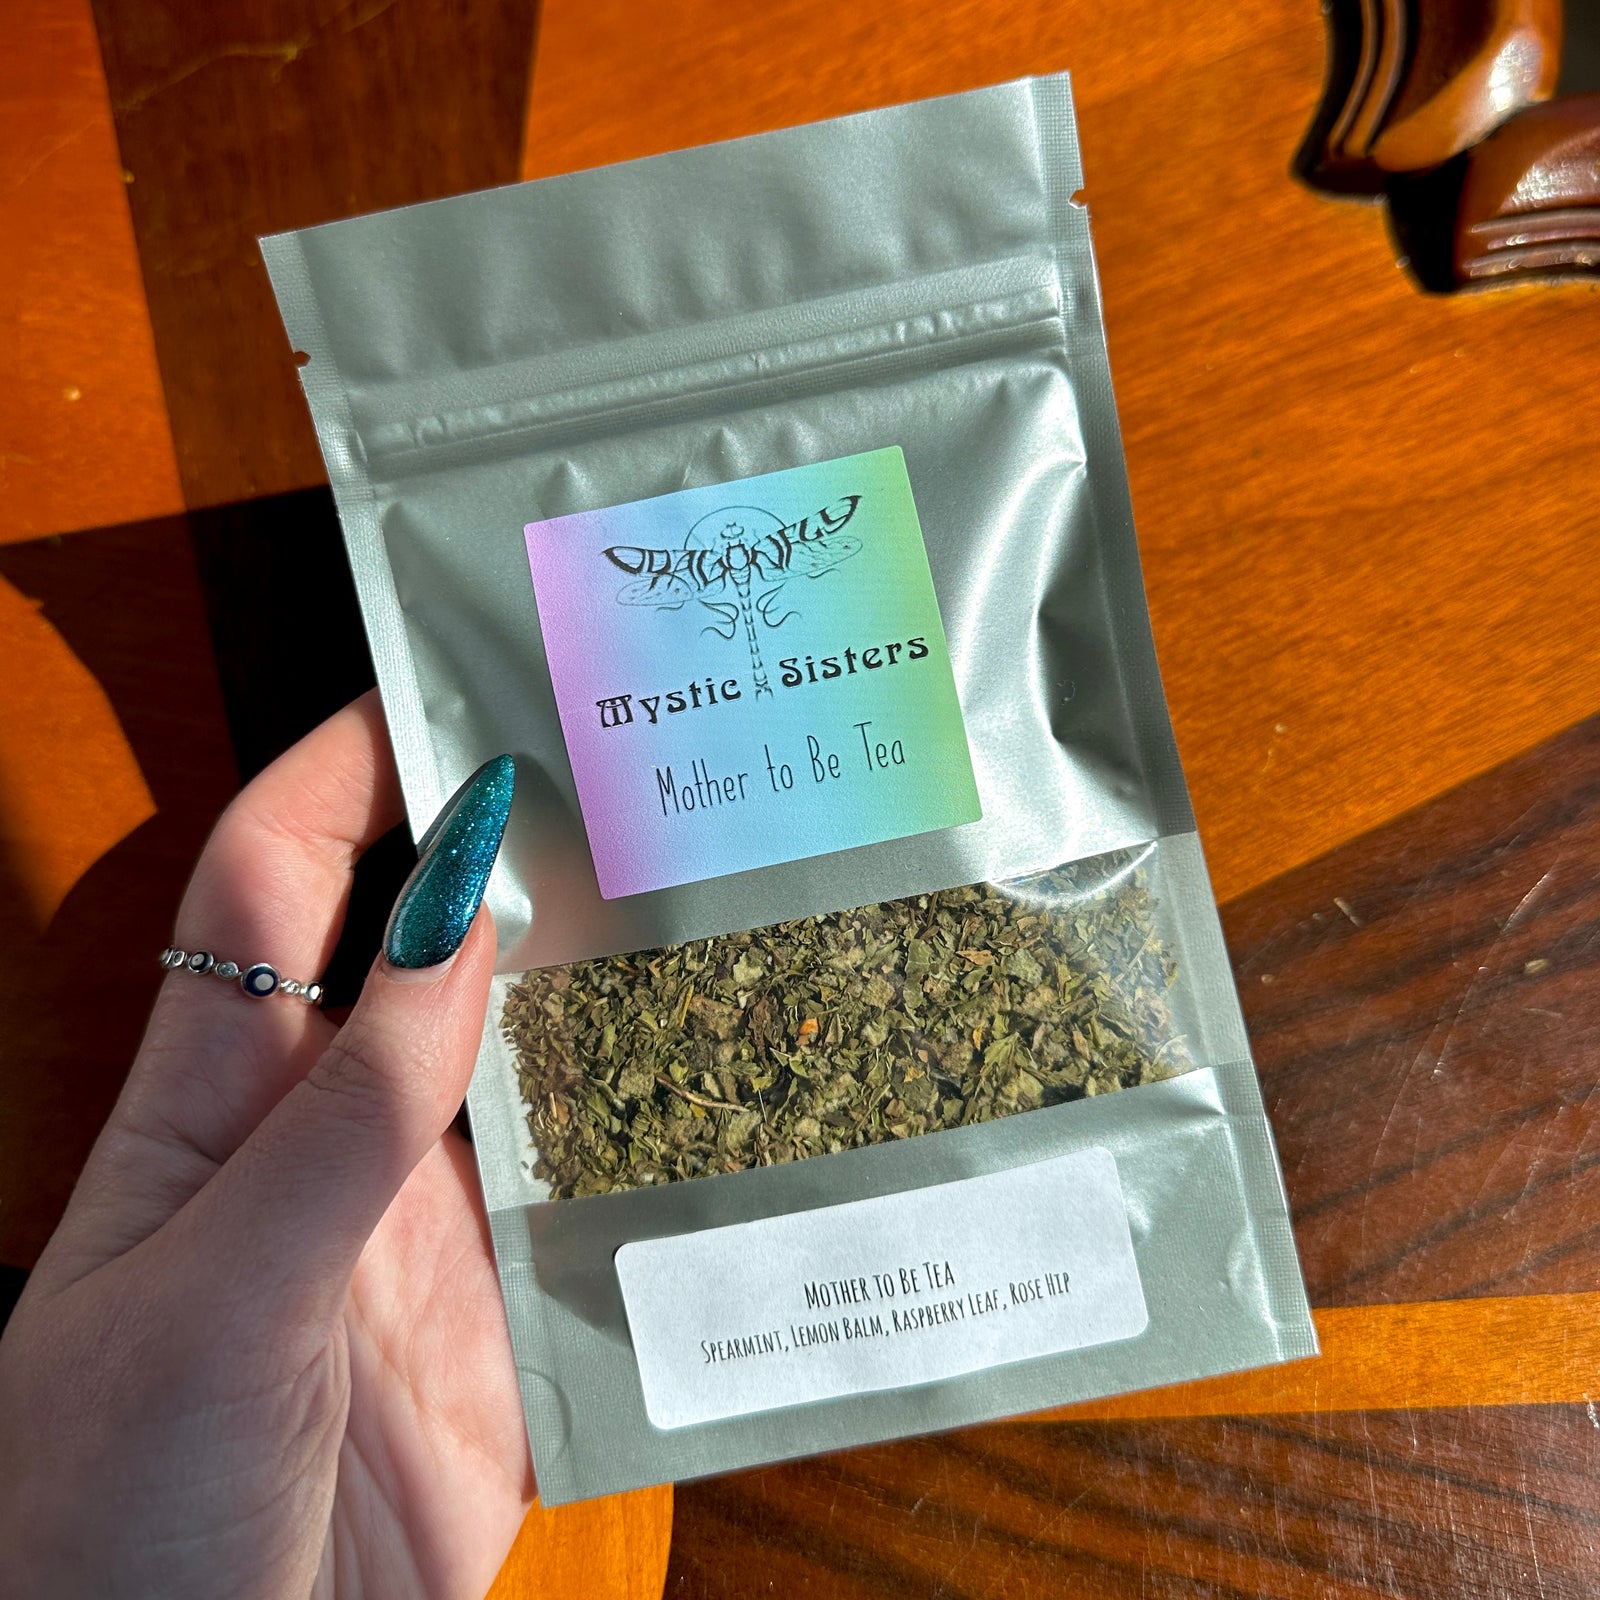 DRAGONFLY
Mystic Sisters
Mother to Be Tea
Mother to Be Tea
Spearmint, Lemon Balm, Raspberry Leaf, Rose Hip